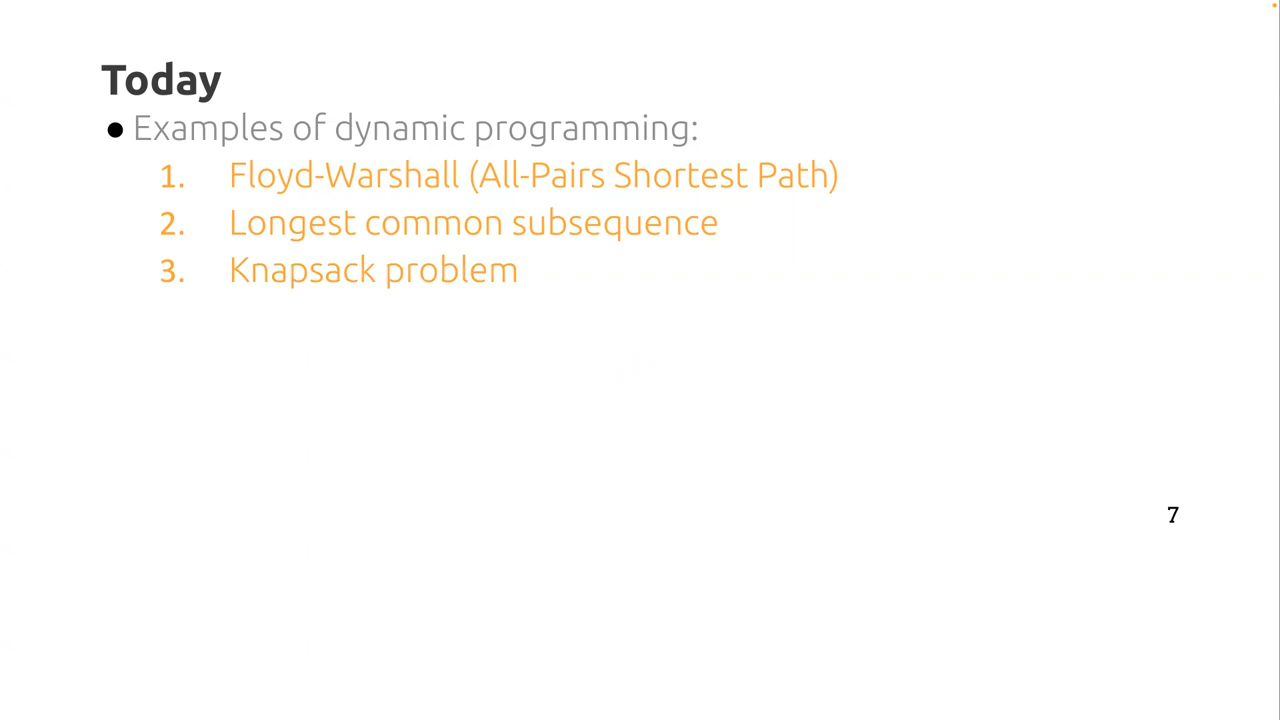 Today
● Examples of dynamic programming:
1. Floyd-Warshall (All-Pairs Shortest Path)
2. Longest common subsequence
3. Knapsack problem
7